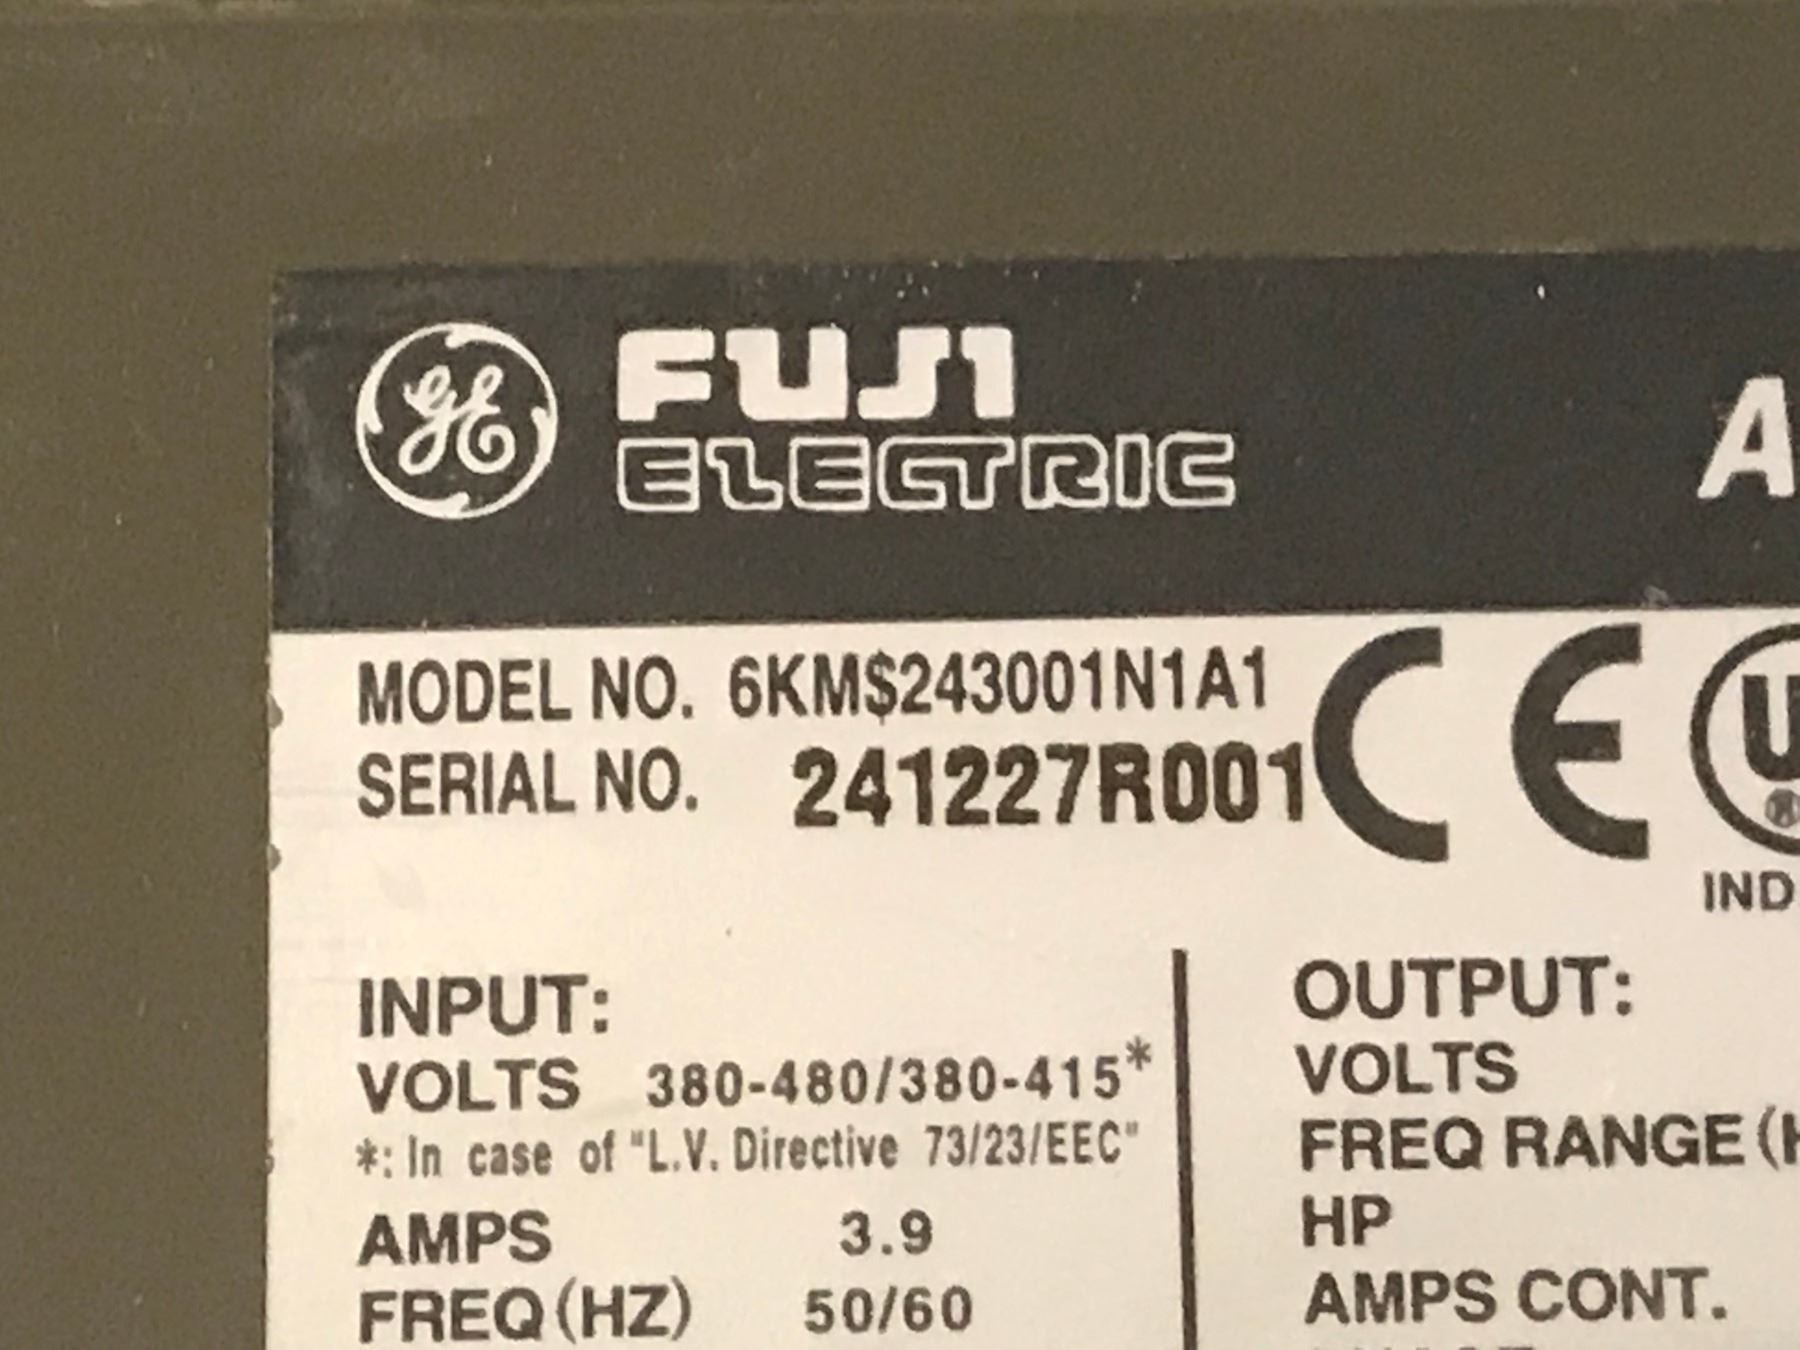 GE FUJI ELECTRIC A
MODEL NO. 6KM$243001N1A1
SERIAL NO. 241227R001
CE U
IND
INPUT:
VOLTS 380-480/380-415*
*: In case of "L.V. Directive 73/23/EEC"
AMPS 3.9
FREQ(HZ) 50/60
OUTPUT:
VOLTS
FREQ RANGE(H
HP
AMPS CONT.